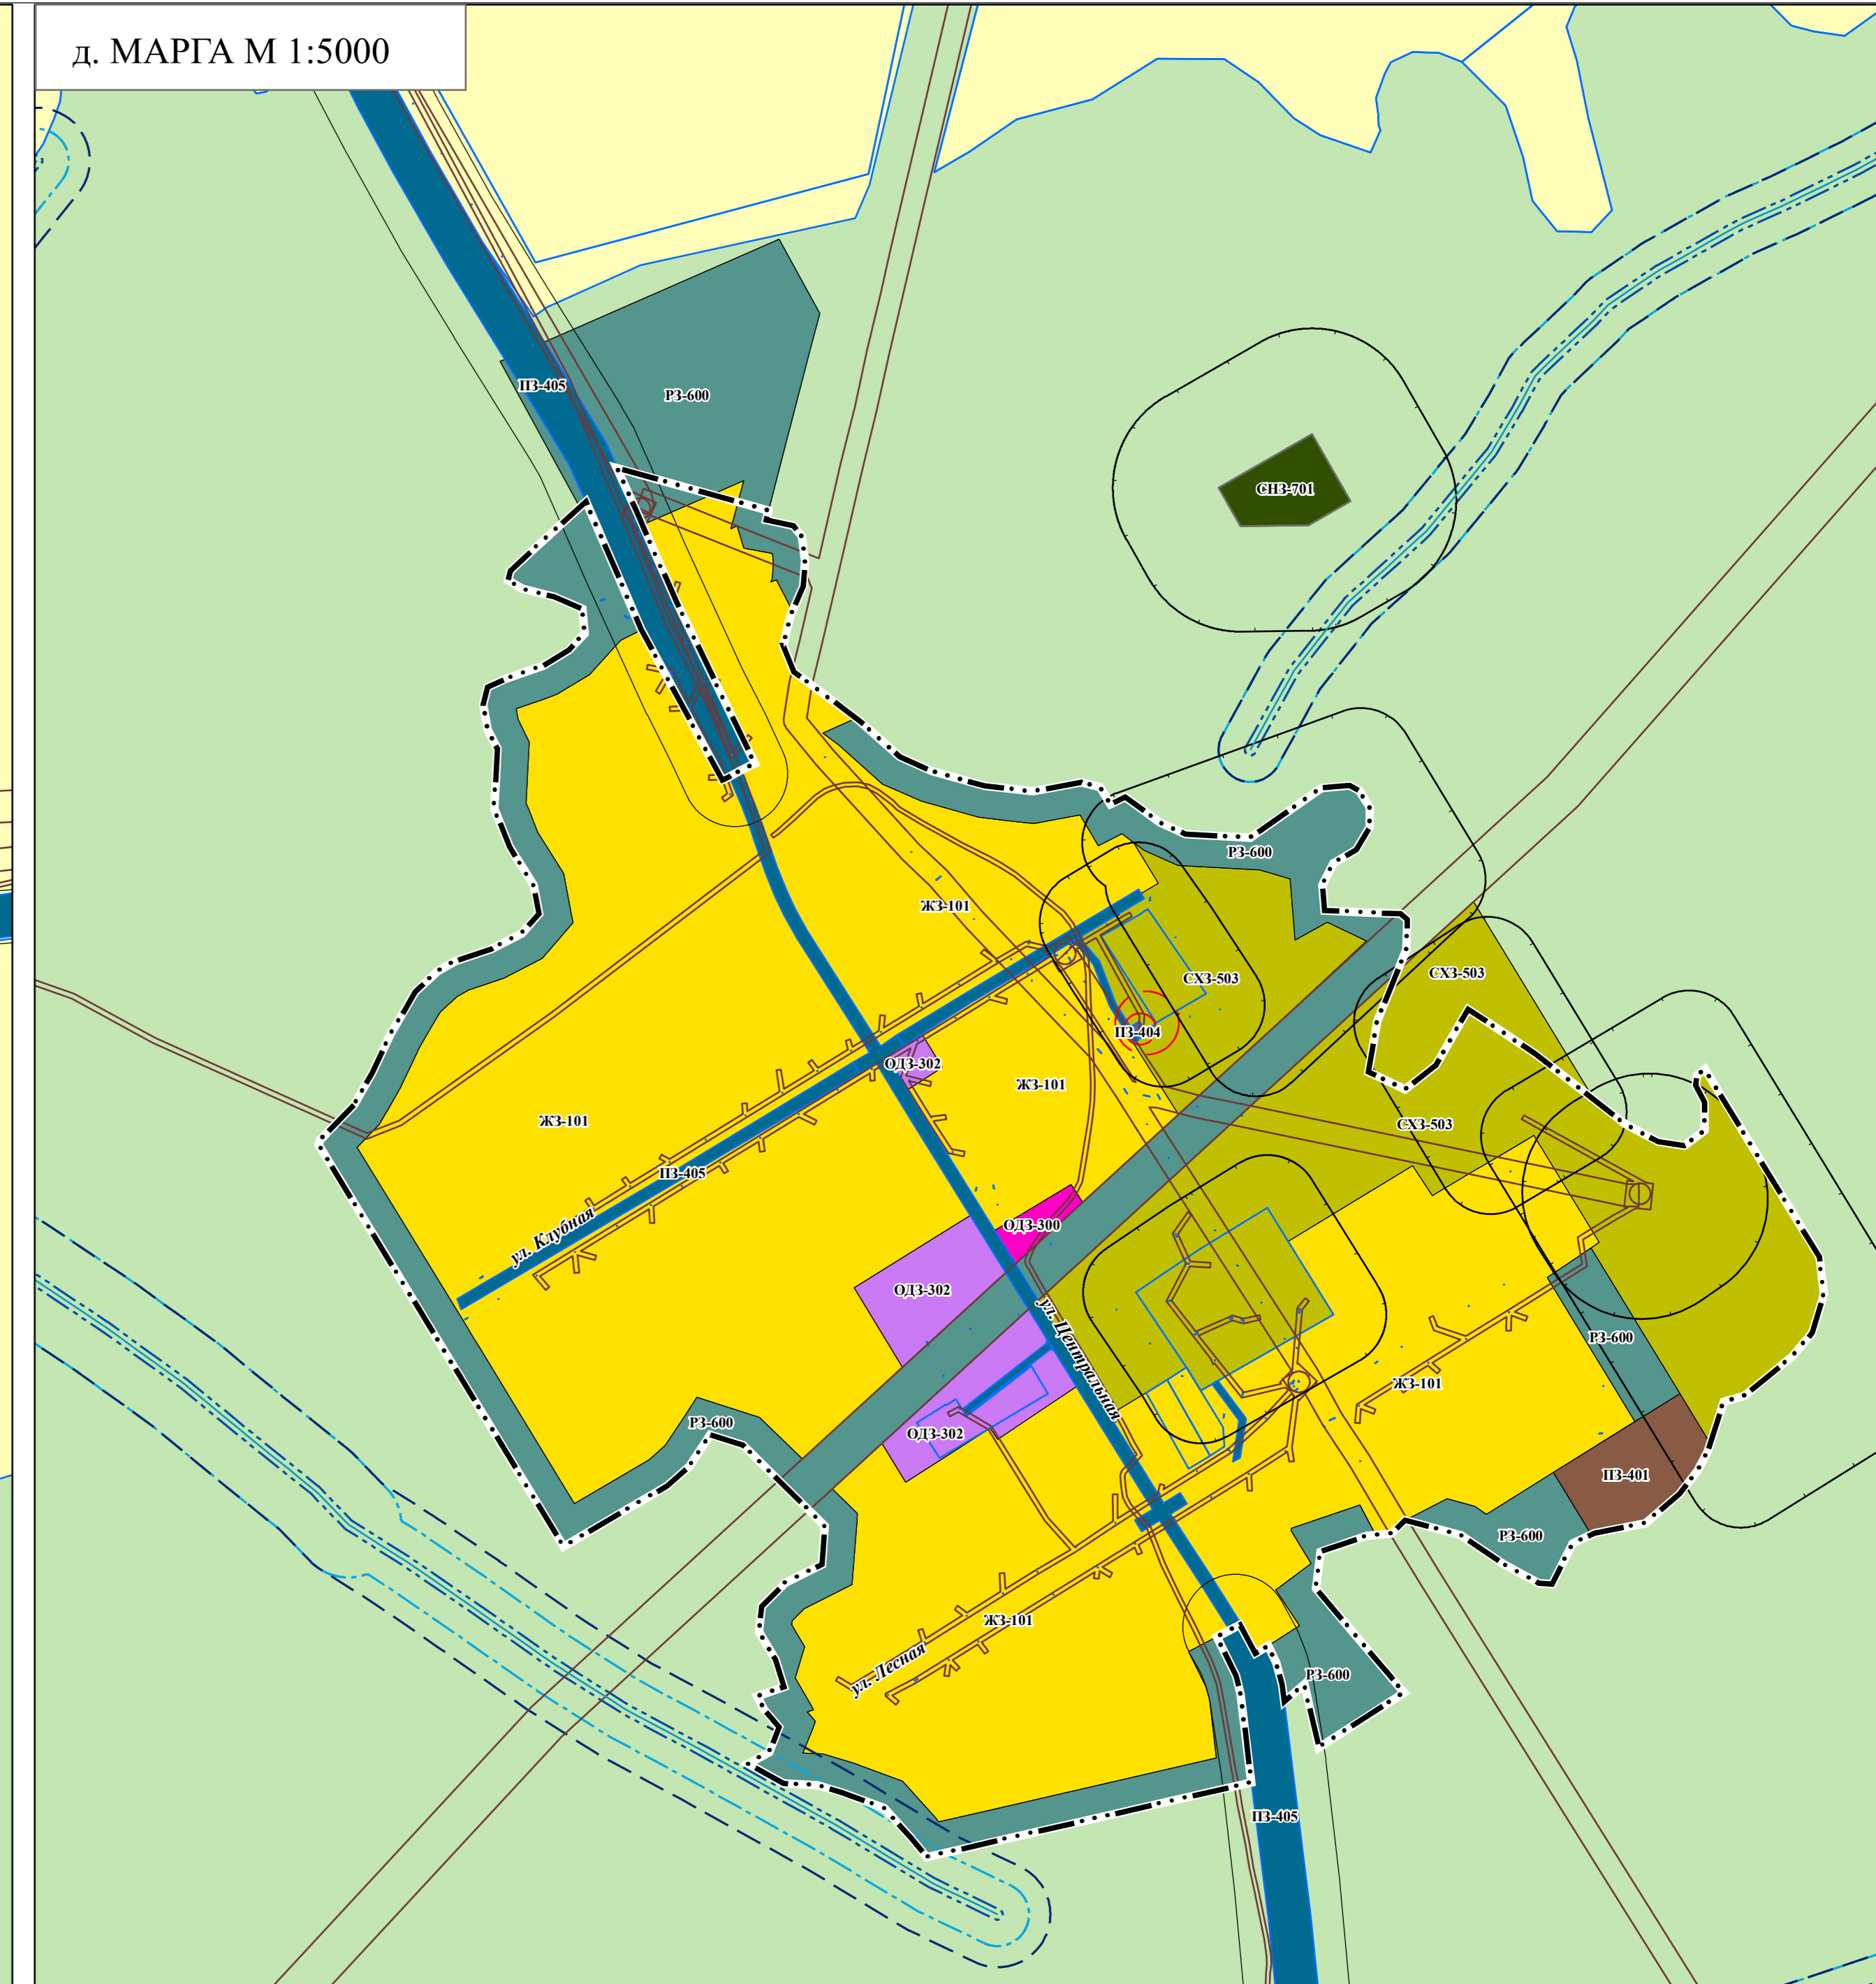 д. МАРГА М 1:5000
ПЗ-405
РЗ-600
СНЗ-701
РЗ-600
ЖЗ-101
СХЗ-503
СХЗ-503
ПЗ-404
ОДЗ-302
ЖЗ-101
ЖЗ-101
СХЗ-503
ПЗ-405
ул. Клубная
ОДЗ-300
ОДЗ-302
ул. Центральная
РЗ-600
ЖЗ-101
РЗ-600
ОДЗ-302
ПЗ-401
РЗ-600
ЖЗ-101
ул. Лесная
РЗ-600
ПЗ-405